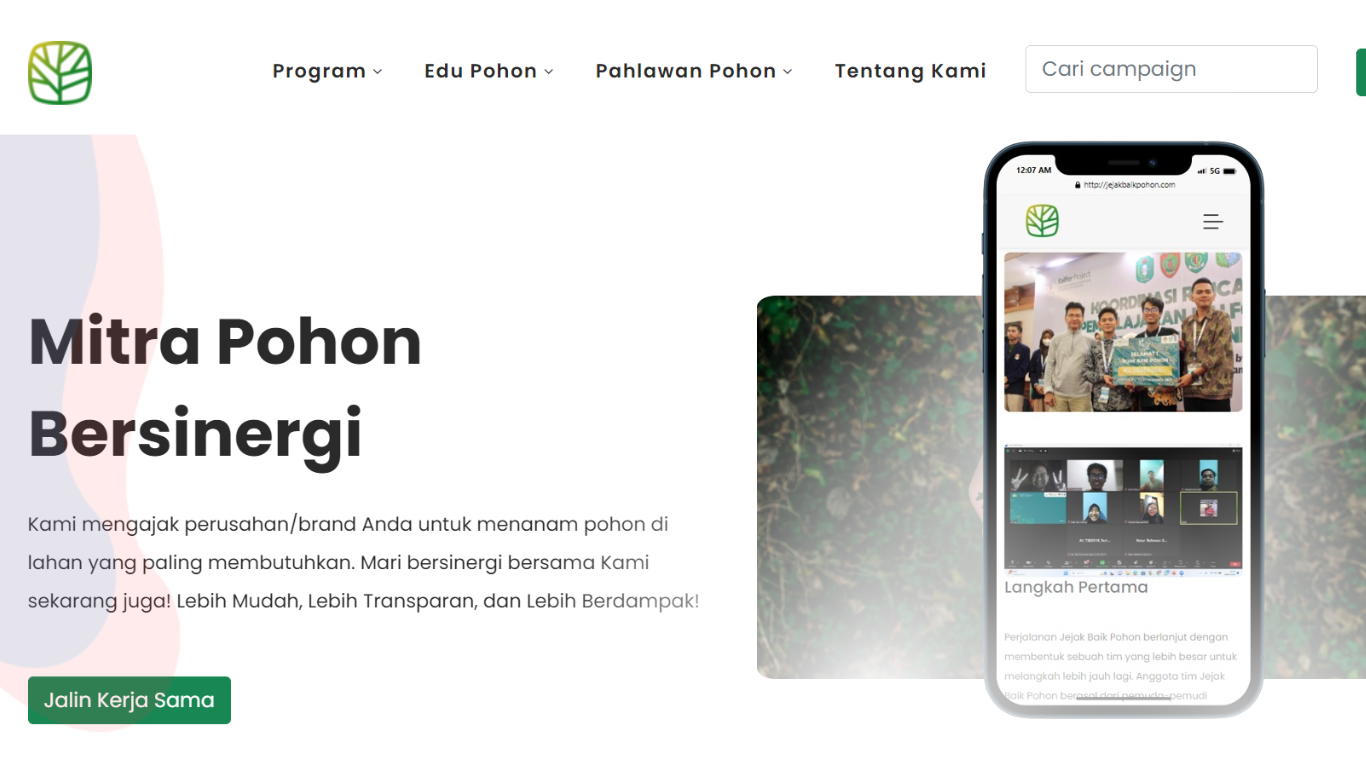 Program
Edu Pohon
Pahlawan Pohon
Tentang Kami
Cari campaign
Mitra Pohon
Bersinergi
Kami mengajak perusahan/brand Anda untuk menanam pohon di
lahan yang paling membutuhkan. Mari bersinergi bersama Kami
sekarang juga! Lebih Mudah, Lebih Transparan, dan Lebih Berdampak!
Jalin Kerja Sama
12:07 AM
5G
http://jejakbaikpohon.com
KOORDINASI
SELAMAT!
Langkah Pertama
Perjalanan Jejak Baik Pohon berlanjut dengan
membentuk sebuah tim yang lebih besar untuk
melangkah lebih jauh lagi. Anggota tim Jejak
Baik Pohon berasal dari pemuda-pemudi